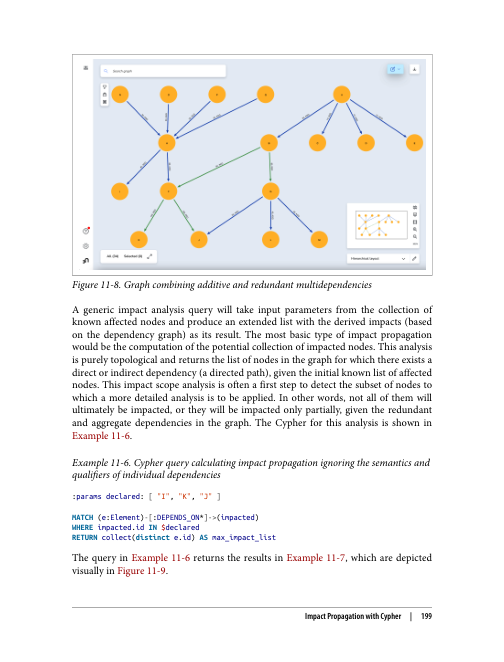 Search graph
Hierarchical Layout
Figure 11-8. Graph combining additive and redundant multidependencies
A generic impact analysis query will take input parameters from the collection of
known affected nodes and produce an extended list with the derived impacts (based
on the dependency graph) as its result. The most basic type of impact propagation
would be the computation of the potential collection of impacted nodes. This analysis
is purely topological and returns the list of nodes in the graph for which there exists a
direct or indirect dependency (a directed path), given the initial known list of affected
nodes. This impact scope analysis is often a first step to detect the subset of nodes to
which a more detailed analysis is to be applied. In other words, not all of them will
ultimately be impacted, or they will be impacted only partially, given the redundant
and aggregate dependencies in the graph. The Cypher for this analysis is shown in
Example 11-6.
Example 11-6. Cypher query calculating impact propagation ignoring the semantics and
qualifiers of individual dependencies
:params declared: [ "I", "K", "J" ]
MATCH (e:Element)-[:DEPENDS_ON*]->(impacted)
WHERE impacted.id IN $declared
RETURN collect(distinct e.id) AS max_impact_list
The query in Example 11-6 returns the results in Example 11-7, which are depicted
visually in Figure 11-9.
Impact Propagation with Cypher | 199